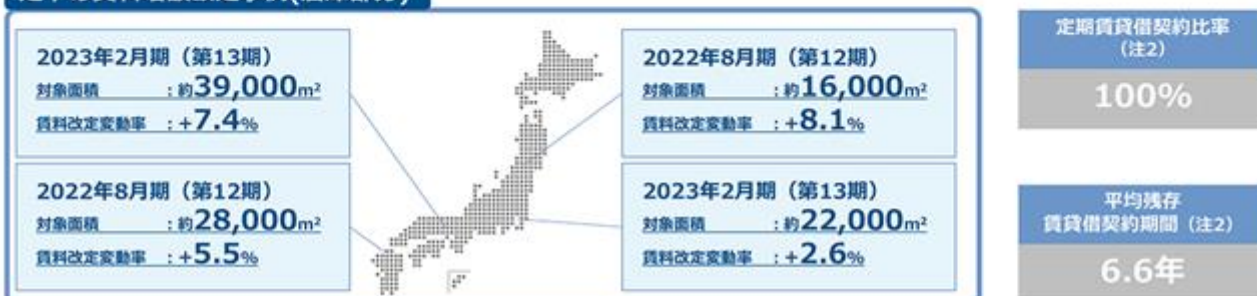 2023年2月期（第13期）
対象面積　：約39,000m²
賃料改定変動率　：+7.4%
2022年8月期（第12期）
対象面積　：約16,000m²
賃料改定変動率　：+8.1%
2022年8月期（第12期）
対象面積　：約28,000m²
賃料改定変動率　：+5.5%
2023年2月期（第13期）
対象面積　：約22,000m²
賃料改定変動率　：+2.6%
定期賃貸借契約比率
（注2）
100%
平均残存
賃貸借契約期間（注2）
6.6年